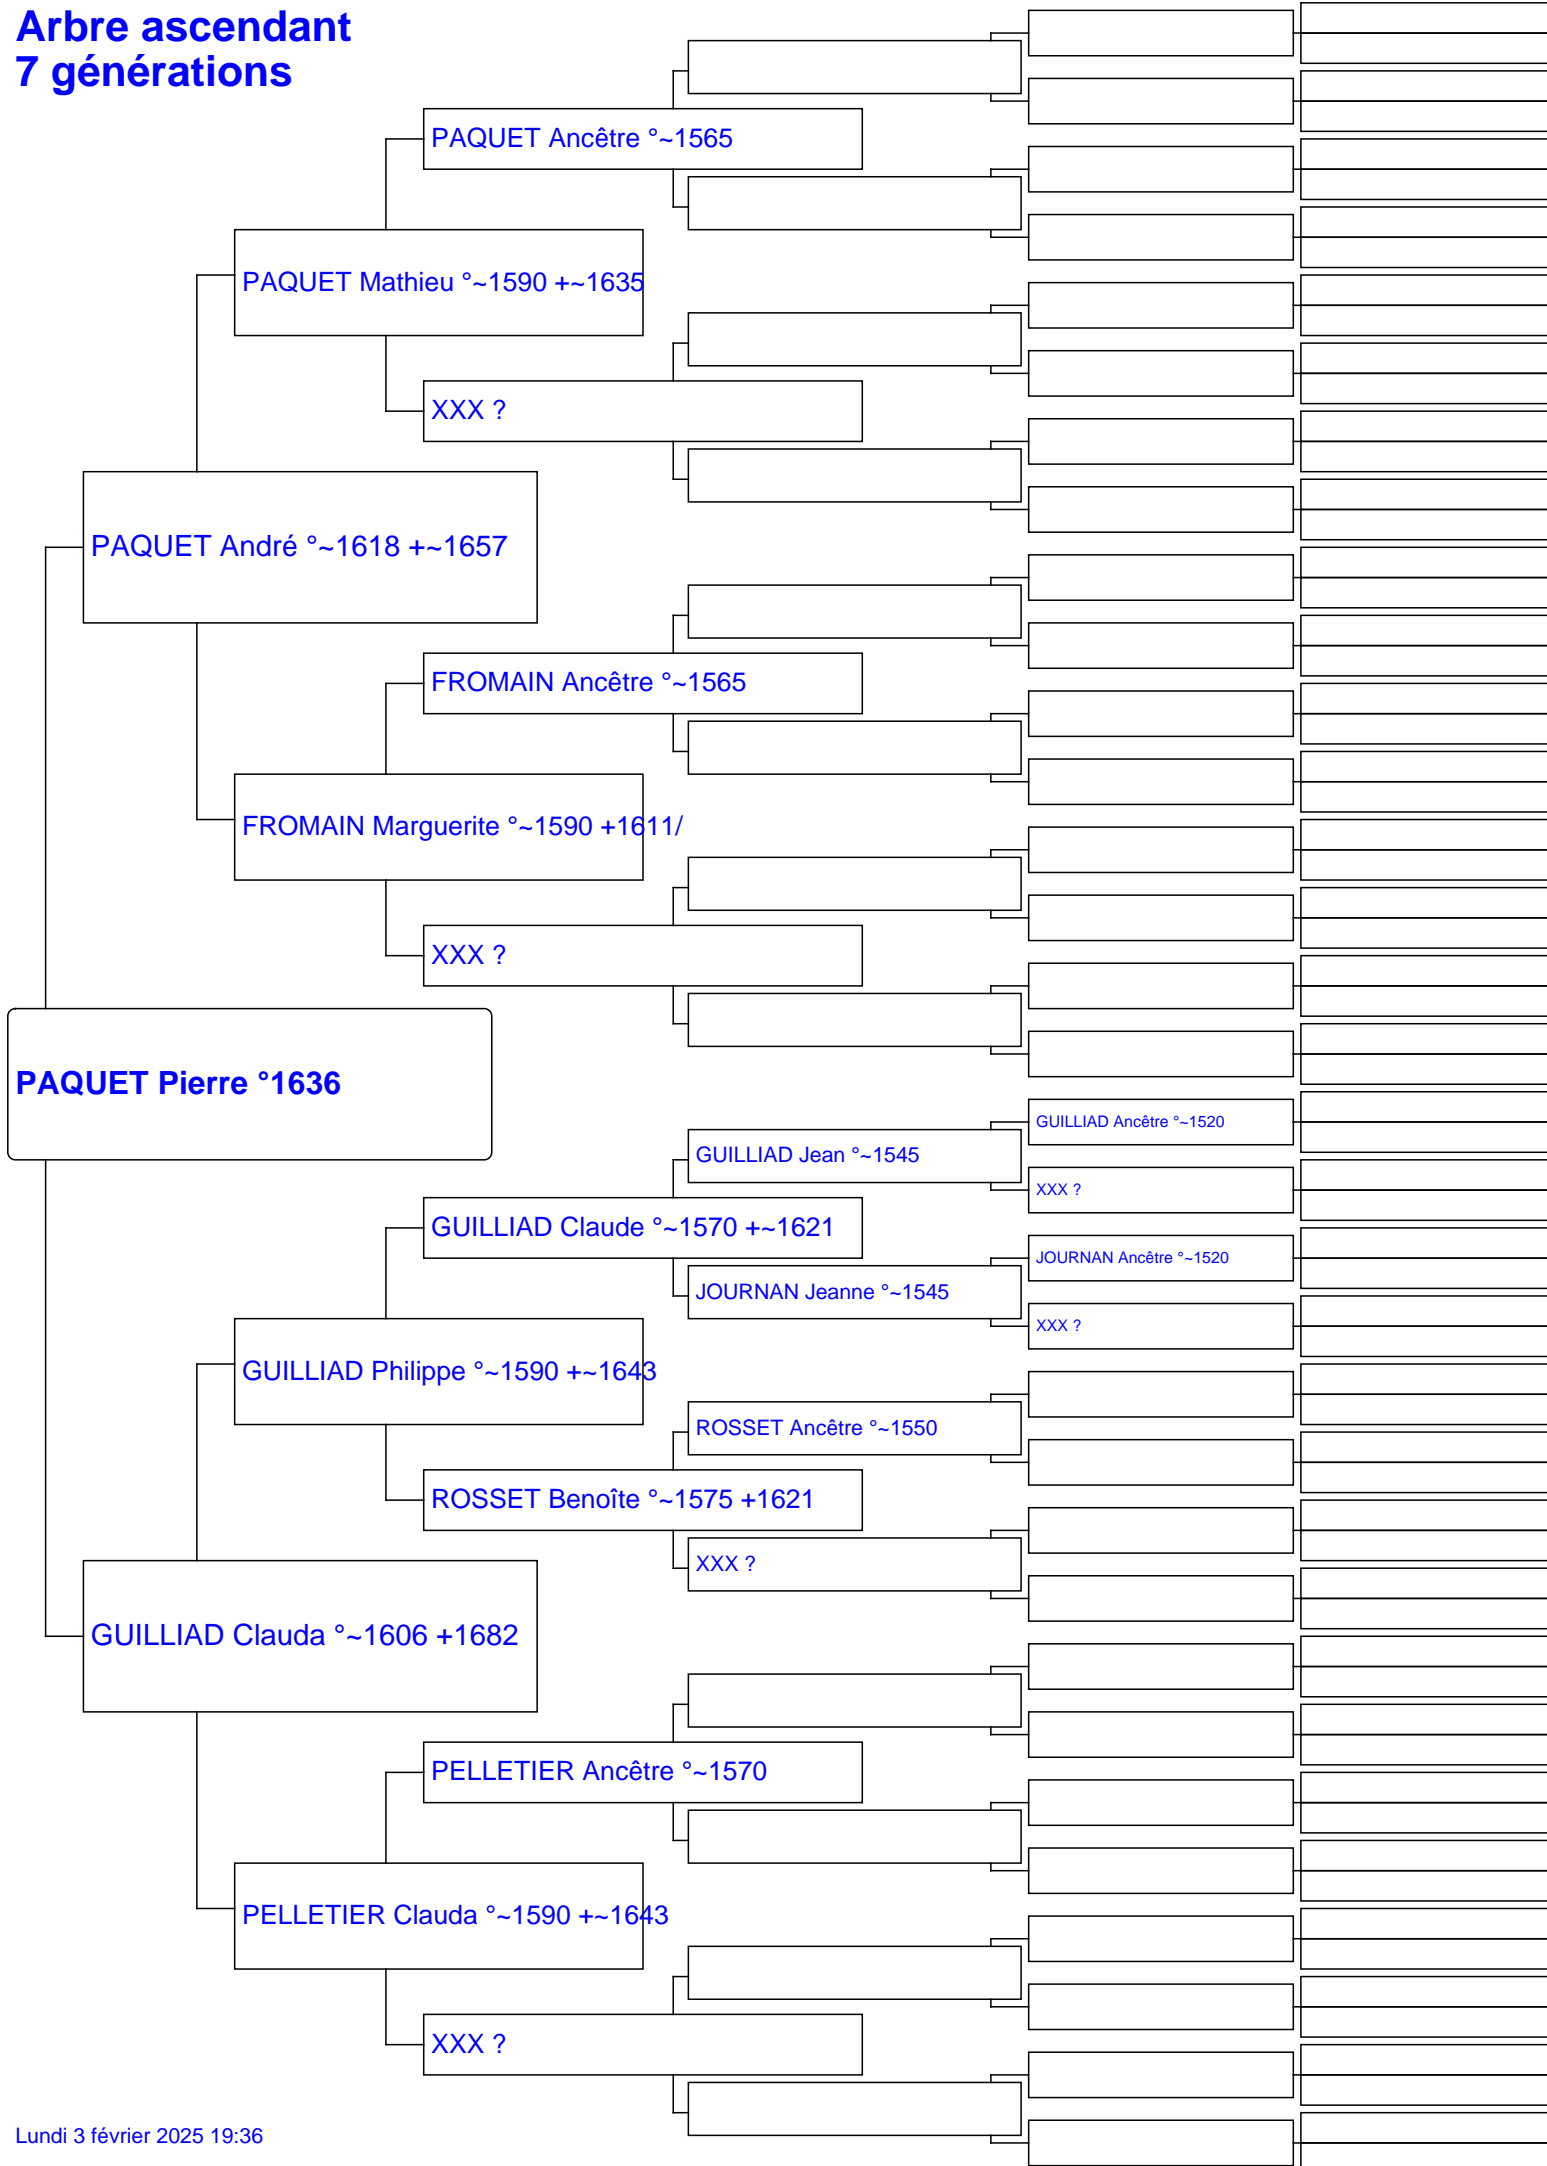 Arbre ascendant
7 générations
PAQUET Ancêtre °~1565
PAQUET Mathieu °~1590 +~1635
XXX ?
PAQUET André °~1618 +~1657
FROMAIN Ancêtre °~1565
FROMAIN Marguerite °~1590 +1611/
XXX ?
PAQUET Pierre °1636
GUILLIAD Ancêtre °~1520
GUILLIAD Jean °~1545
XXX ?
GUILLIAD Claude °~1570 +~1621
JOURNAN Ancêtre °~1520
JOURNAN Jeanne °~1545
XXX ?
GUILLIAD Philippe °~1590 +~1643
ROSSET Ancêtre °~1550
ROSSET Benoîte °~1575 +1621
XXX ?
GUILLIAD Clauda °~1606 +1682
PELLETIER Ancêtre °~1570
PELLETIER Clauda °~1590 +~1643
XXX ?
Lundi 3 février 2025 19:36